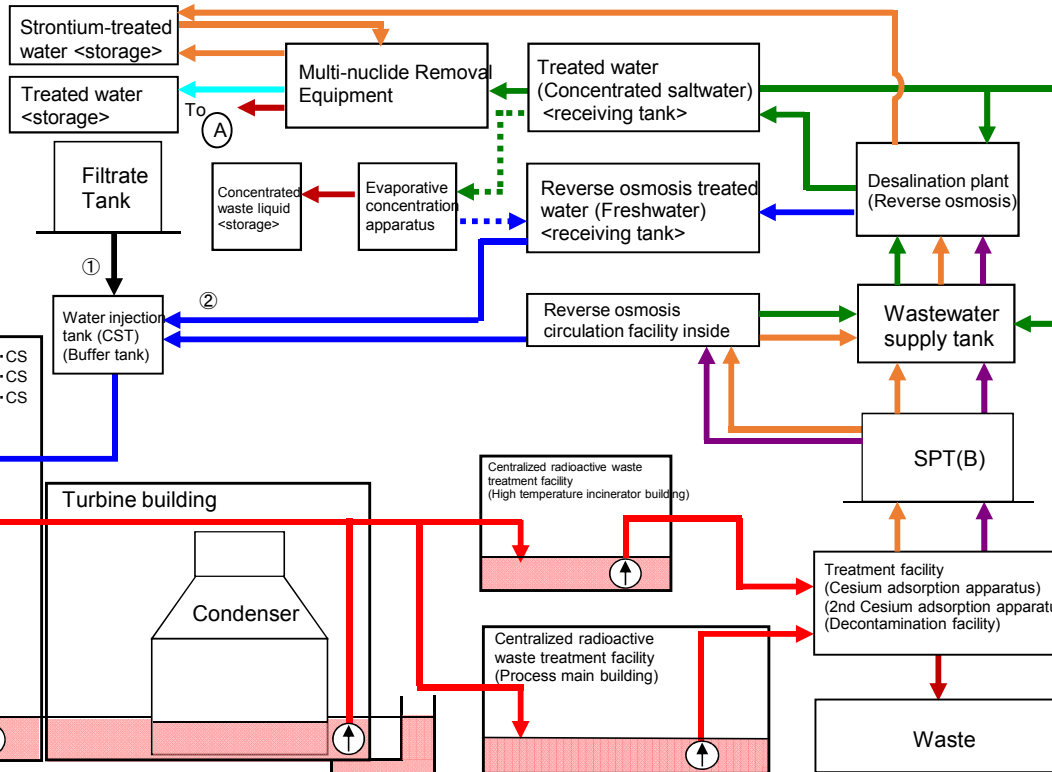 Strontium-treated
water <storage>
Treated water
<storage>
To
A
Multi-nuclide Removal
Equipment
Treated water
(Concentrated saltwater)
<receiving tank>
Filtrate
Tank
Concentrated
waste liquid
<storage>
Evaporative
concentration
apparatus
Reverse osmosis treated
water (Freshwater)
<receiving tank>
Desalination plant
(Reverse osmosis)
①
②
Water injection
tank (CST)
(Buffer tank)
Reverse osmosis
circulation facility inside
Wastewater
supply tank
・CS
・CS
・CS
SPT(B)
Turbine building
Condenser
Centralized radioactive waste
treatment facility
(High temperature incinerator building)
Centralized radioactive
waste treatment facility
(Process main building)
Treatment facility
(Cesium adsorption apparatus)
(2nd Cesium adsorption apparatu
(Decontamination facility)
Waste